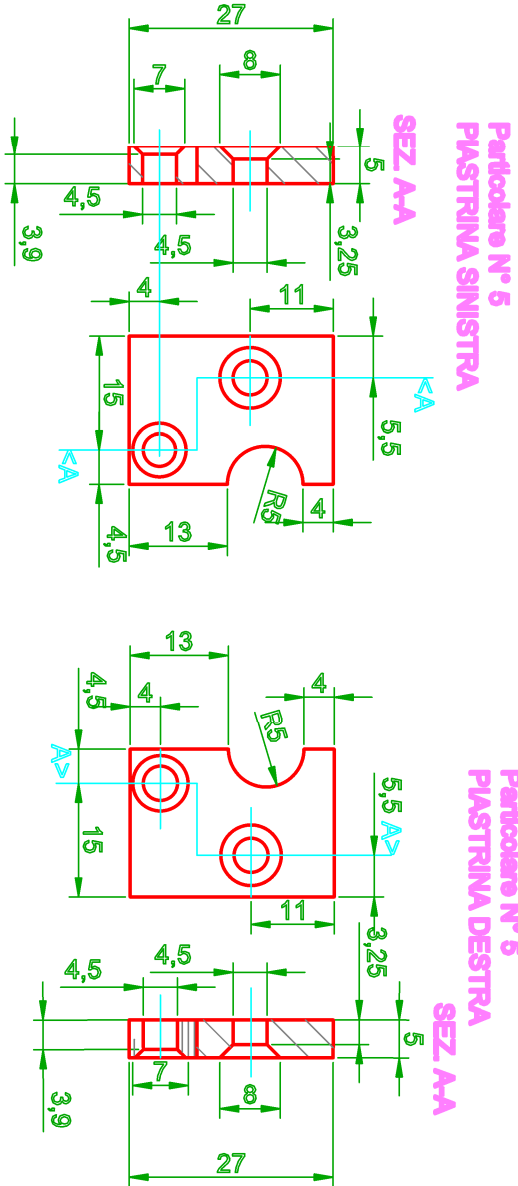 Particolare N° 5
PIASTRINA SINISTRA
SEZ. A-A
27
8
7
5
3,25
4,5
4,5
3,9
4
11
15
5,5
<A
<A
R5
4
13
4,5
13
4
4,5
4
R5
A>
5,5
A>
15
11
Particolare N° 5
PIASTRINA DESTRA
SEZ. A-A
3,25
4,5
4,5
5
7
8
3,9
27